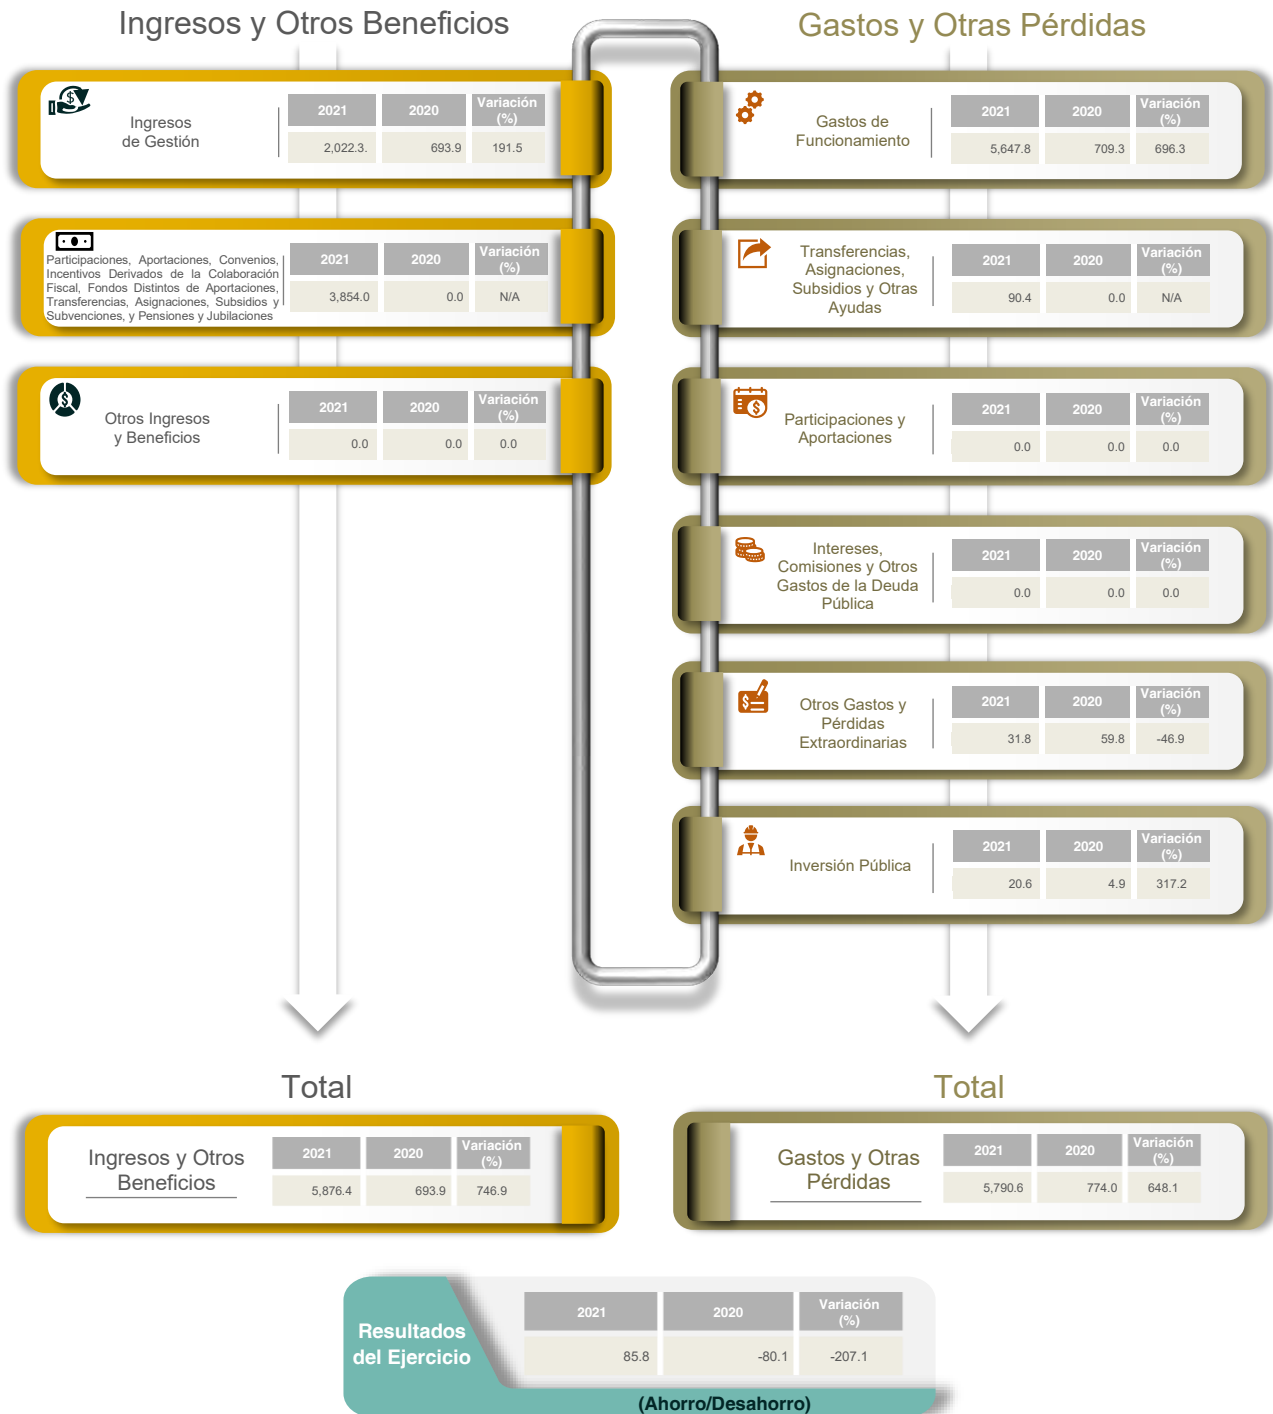 Ingresos y Otros Beneficios
Ingresos
de Gestión
2021 2020 Variación (%)
2,022.3. 693.9 191.5
Participaciones, Aportaciones, Convenios,
Incentivos Derivados de la Colaboración
Fiscal, Fondos Distintos de Aportaciones,
Transferencias, Asignaciones, Subsidios y
Subvenciones, y Pensiones y Jubilaciones
2021 2020 Variación (%)
3,854.0 0.0 N/A
Otros Ingresos
y Beneficios
2021 2020 Variación (%)
0.0 0.0 0.0
Gastos y Otras Pérdidas
Gastos de
Funcionamiento
2021 2020 Variación (%)
5,647.8 709.3 696.3
Transferencias,
Asignaciones,
Subsidios y Otras
Ayudas
2021 2020 Variación (%)
90.4 0.0 N/A
Participaciones y
Aportaciones
2021 2020 Variación (%)
0.0 0.0 0.0
Intereses,
Comisiones y Otros
Gastos de la Deuda
Pública
2021 2020 Variación (%)
0.0 0.0 0.0
Otros Gastos y
Pérdidas
Extraordinarias
2021 2020 Variación (%)
31.8 59.8 -46.9
Inversión Pública
2021 2020 Variación (%)
20.6 4.9 317.2
Total
Ingresos y Otros
Beneficios
2021 2020 Variación (%)
5,876.4 693.9 746.9
Total
Gastos y Otras
Pérdidas
2021 2020 Variación (%)
5,790.6 774.0 648.1
Resultados
del Ejercicio
2021 2020 Variación (%)
85.8 -80.1 -207.1
(Ahorro/Desahorro)